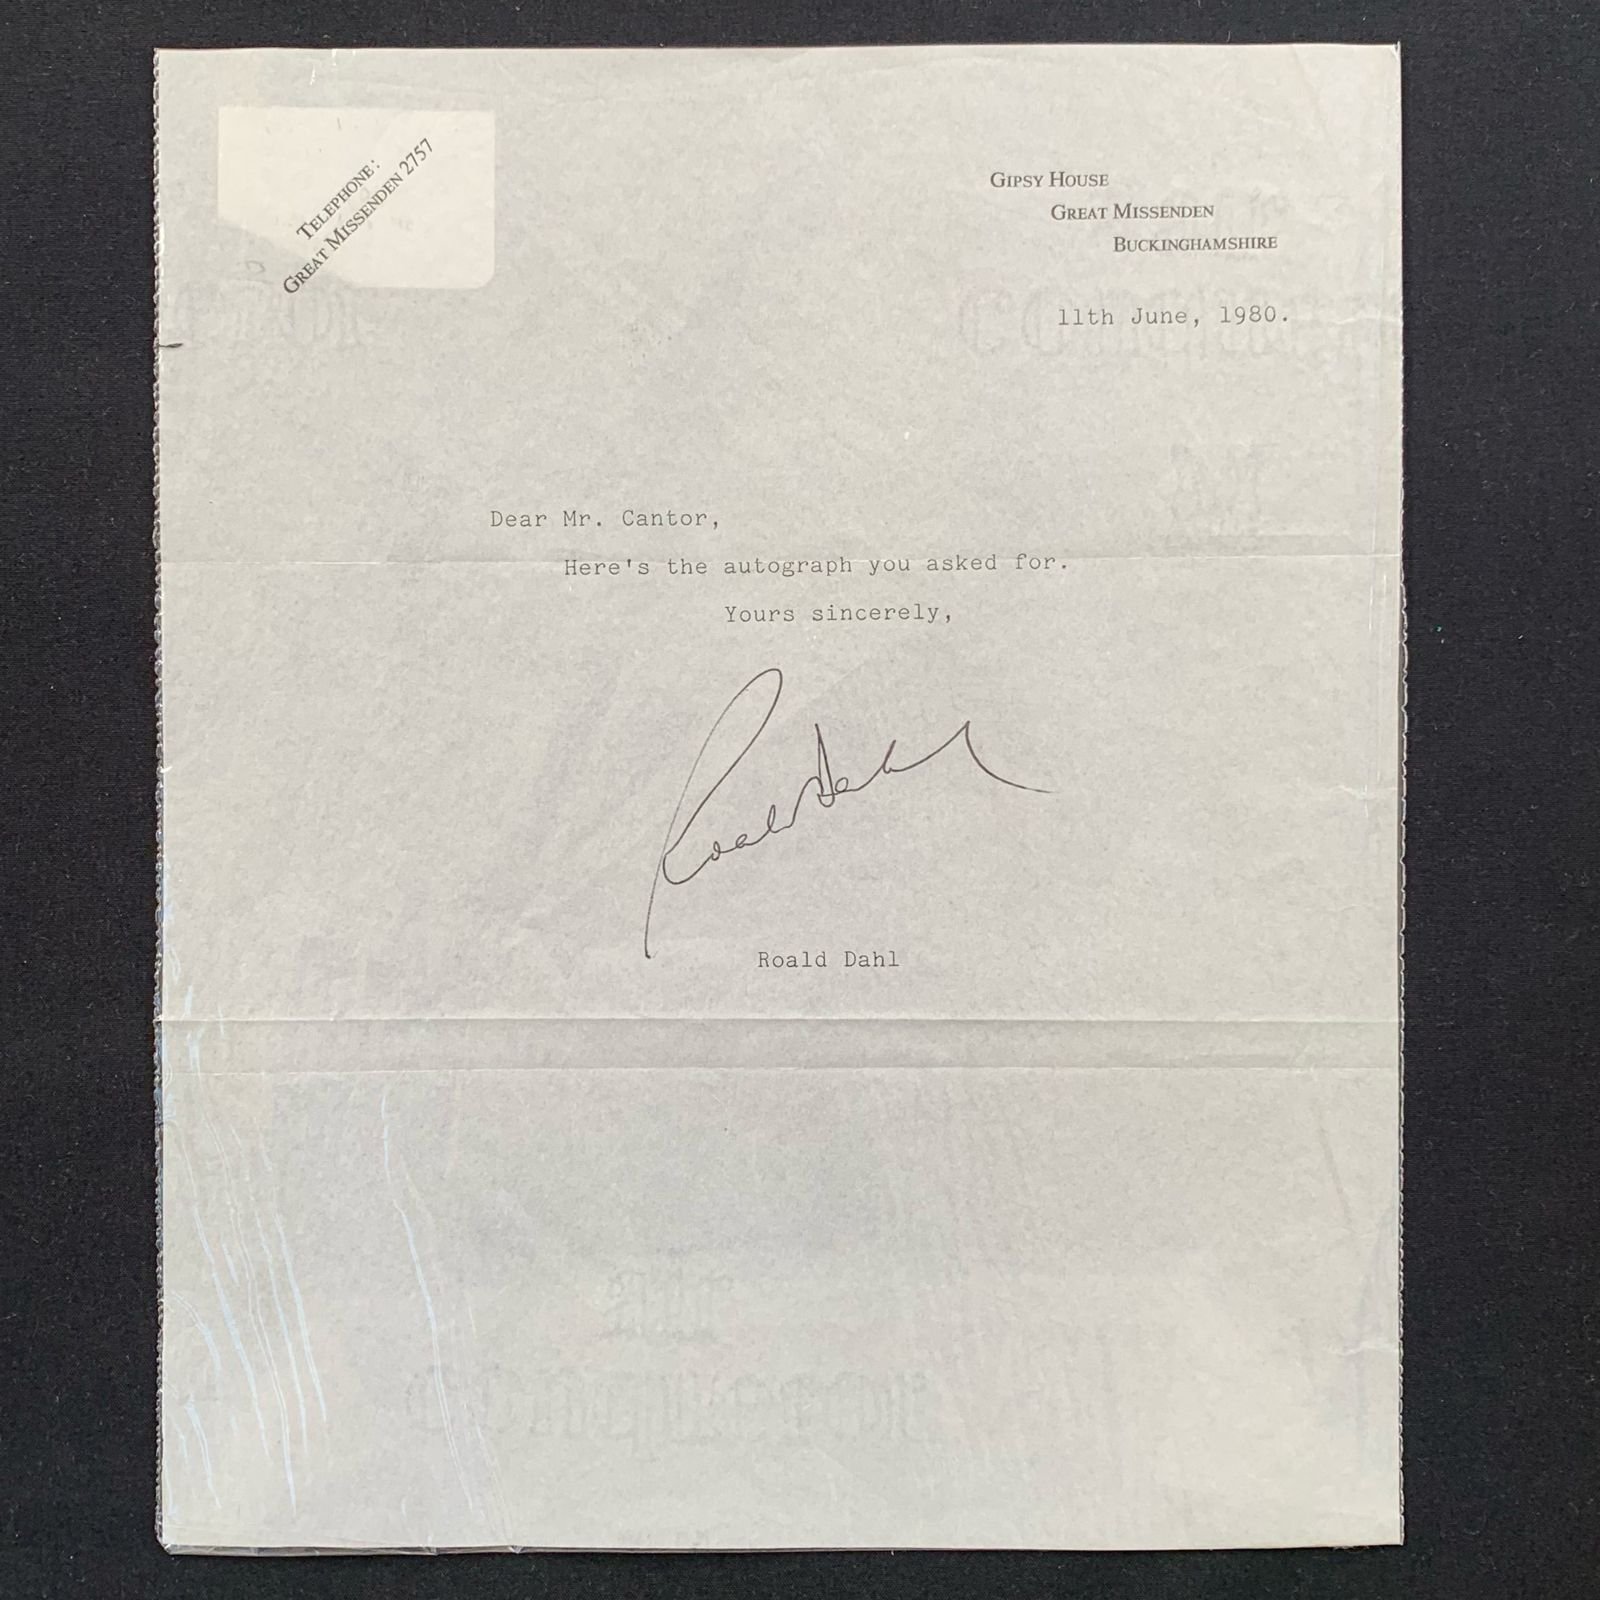 TELEPHONE:
GREAT MISSENDEN 2757
GIPSY HOUSE
GREAT MISSENDEN
BUCKINGHAMSHIRE
11th June, 1980.
Dear Mr. Cantor,
Here's the autograph you asked for.
Yours sincerely,
Roald Dahl
Roald Dahl